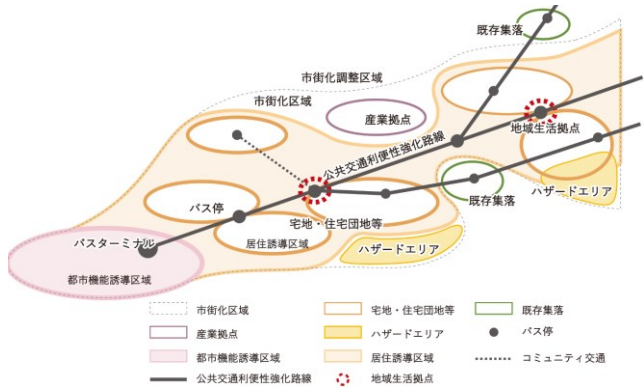 既存集落
市街化調整区域
市街化区域
産業拠点
地域生活拠点
公共交通利便性強化路線
ハザードエリア
既存集落
バス停
宅地・住宅団地等
居住誘導区域
ハザードエリア
バスターミナル
都市機能誘導区域
市街化区域
宅地・住宅団地等
既存集落
産業拠点
ハザードエリア
バス停
都市機能誘導区域
居住誘導区域
コミュニティ交通
公共交通利便性強化路線
地域生活拠点